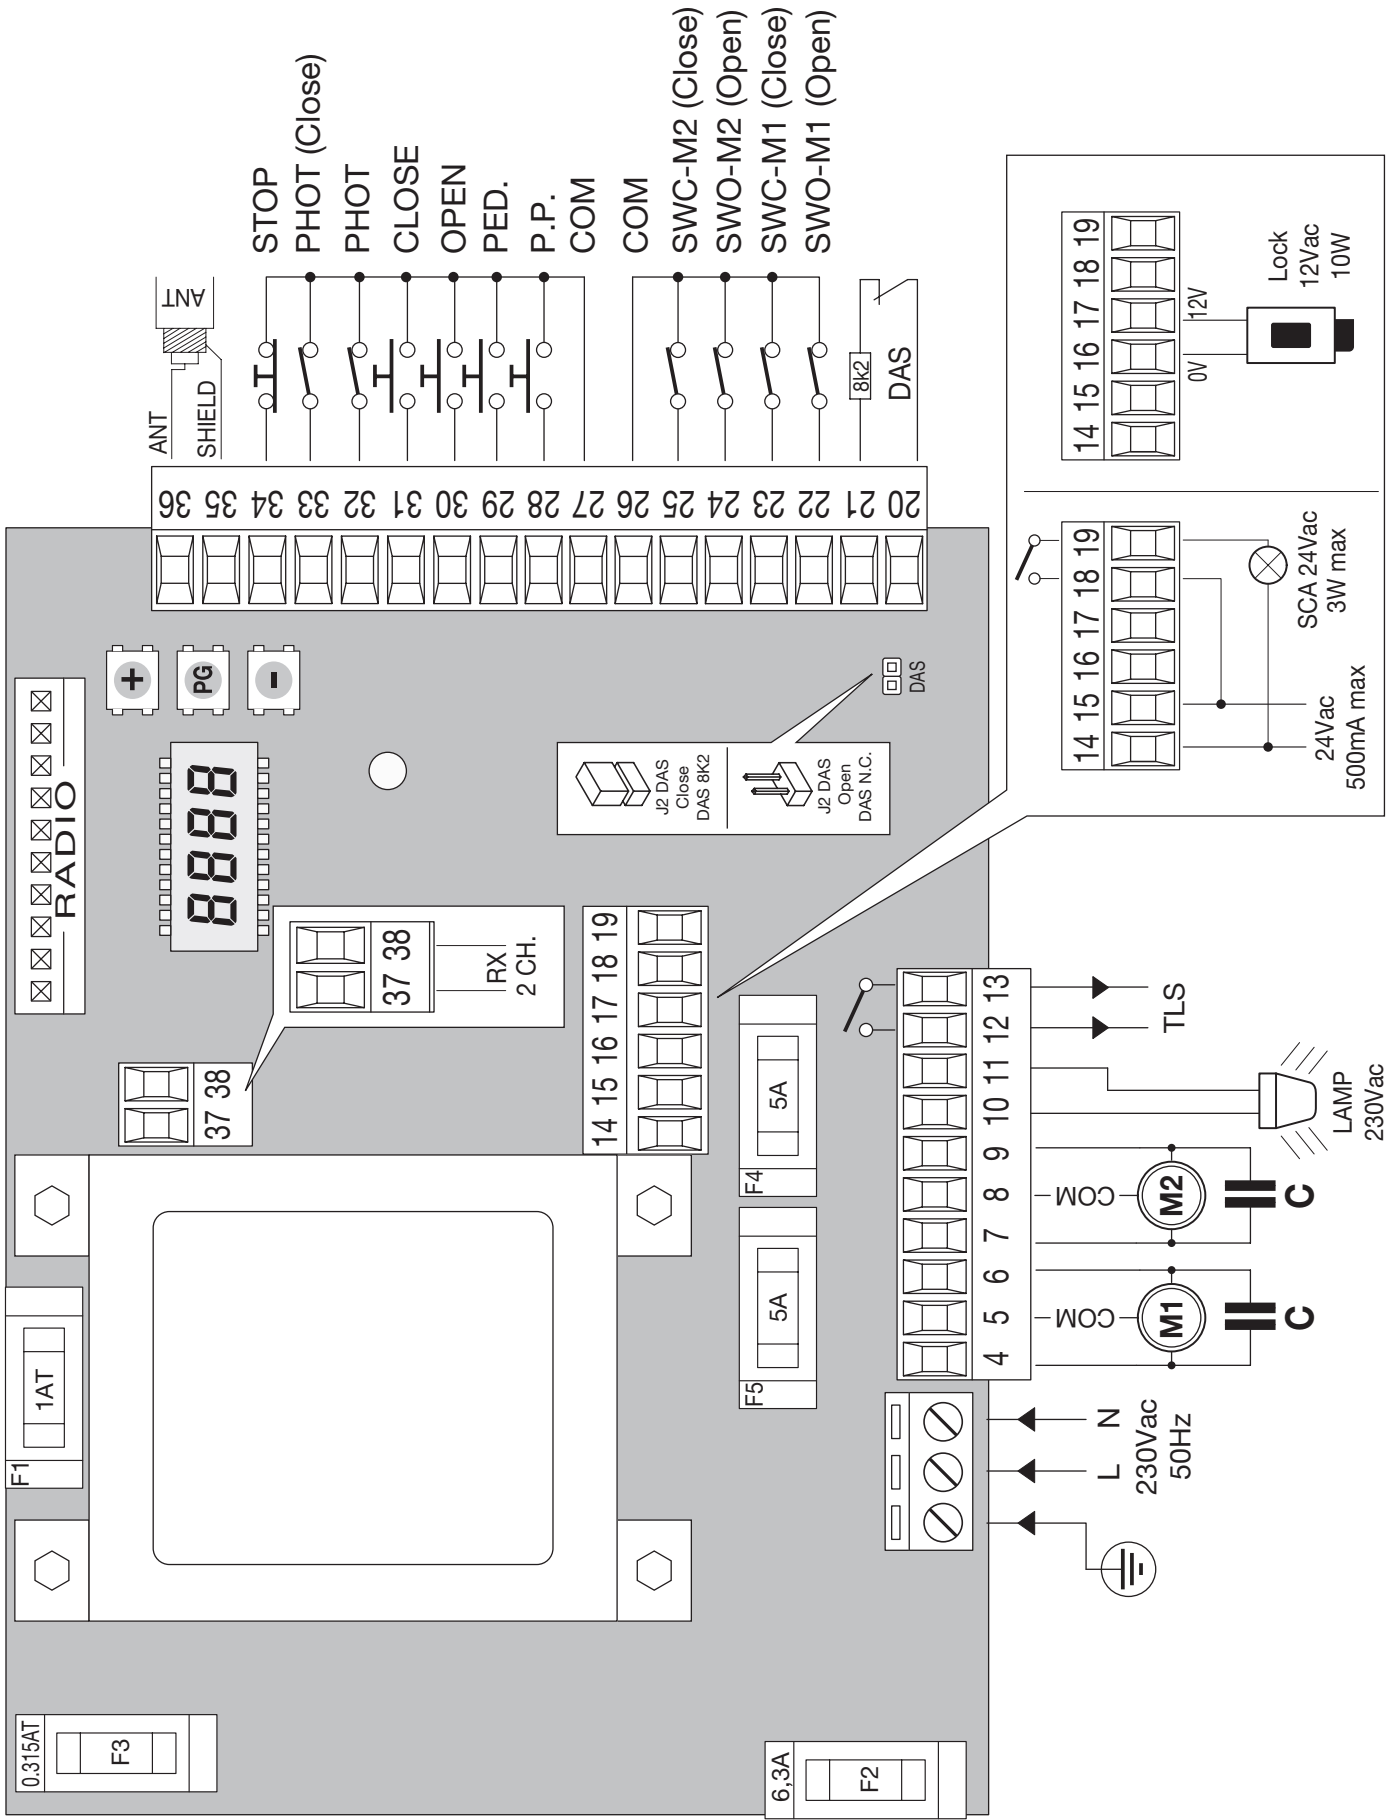 ANT
ANT
SHIELD
STOP
PHOT (Close)
PHOT
CLOSE
OPEN
PED.
P.P.
COM
COM
SWC-M2 (Close)
SWO-M2 (Open)
SWC-M1 (Close)
SWO-M1 (Open)
8k2
DAS
36 35 34 33 32 31 30 29 28 27 26 25 24 23 22 21 20
+
PG
-
RADIO
8888
J2 DAS
Close
DAS 8K2
J2 DAS
Open
DAS N.C.
DAS
37 38
37 38
RX
2 CH.
14 15 16 17 18 19
F1
1AT
0.315AT
F3
6,3A
F2
F5
5A
F4
5A
4 5 6 7 8 9 10 11 12 13
L N
230Vac
50Hz
COM
M1
C
COM
M2
C
LAMP
230Vac
TLS
14 15 16 17 18 19
24Vac
500mA max
SCA 24Vac
3W max
14 15 16 17 18 19
0V 12V
Lock
12Vac
10W